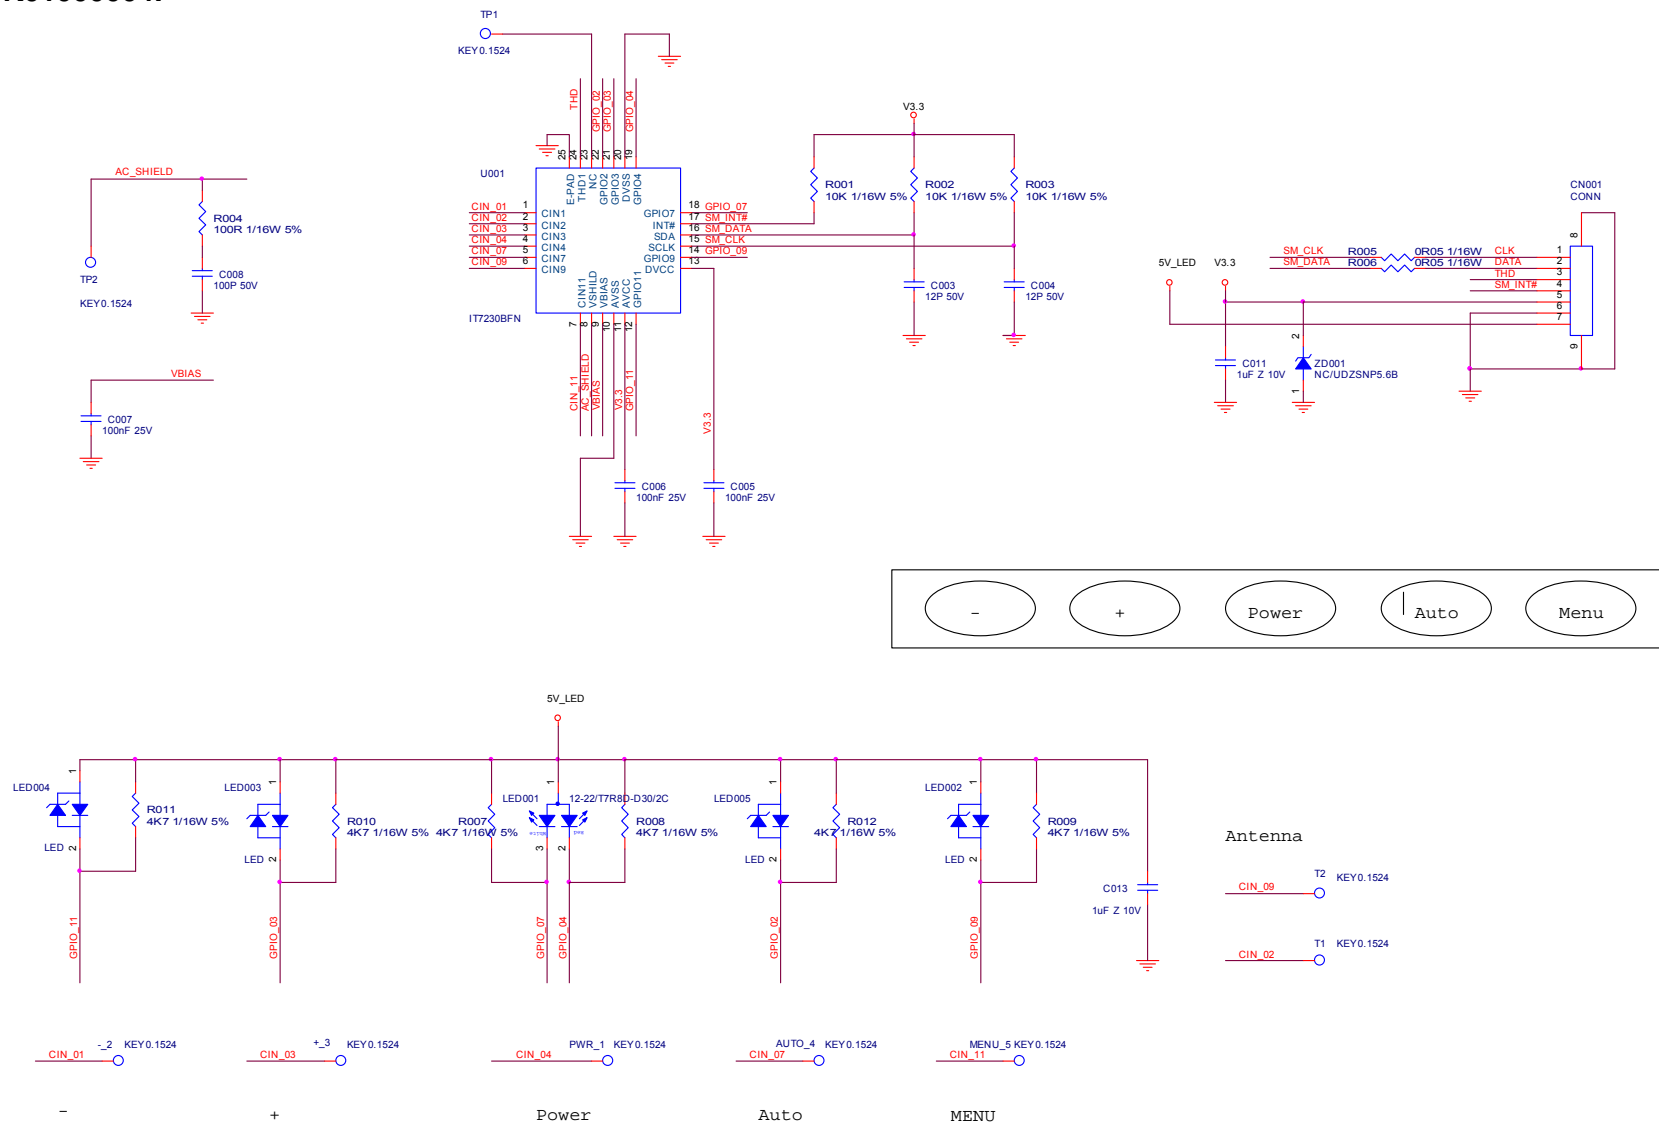 TP1
KEY0.1524
THD
GPIO_02
GPIO_03
GPIO_04
25
24
23
22
21
20
19
U001
E-PAD
THD1
NC
GPIO2
GPIO3
DVSS
GPIO4
CIN_01 1 CIN1
CIN_02 2 CIN2
CIN_03 3 CIN3
CIN_04 4 CIN4
CIN_07 5 CIN7
CIN_09 6 CIN9
GPIO7 18 GPIO_07
INT# 17 SM_INT#
SDA 16 SM_DATA
SCLK 15 SM_CLK
GPIO9 14 GPIO_09
DVCC 13
CIN11
VSHILD
VBIAS
AVSS
AVCC
GPIO11
IT7230BFN
7
8
9
10
11
12
CIN_11
AC_SHIELD
VBIAS
V3.3
GPIO_11
V3.3
C006
100nF 25V
C005
100nF 25V
AC_SHIELD
R004
100R 1/16W 5%
C008
100P 50V
TP2
KEY0.1524
VBIAS
C007
100nF 25V
V3.3
R001
10K 1/16W 5%
R002
10K 1/16W 5%
R003
10K 1/16W 5%
C003
12P 50V
C004
12P 50V
CN001
CONN
8
SM_CLK R005 0R05 1/16W CLK 1
SM_DATA R006 0R05 1/16W DATA 2
THD 3
SM_INT# 4
5
6
7
9
5V_LED
V3.3
C011
1uF Z 10V
2
ZD001
NC/UDZSNP5.6B
1
- + Power Auto Menu
5V_LED
LED004
1
LED 2
R011
4K7 1/16W 5%
GPIO_11
LED003
1
LED 2
R010
4K7 1/16W 5%
GPIO_03
R007
4K7 1/16W 5%
LED001
1
12-22/T7R8D-D30/2C
3
2
R008
4K7 1/16W 5%
GPIO_07
GPIO_04
LED005
1
LED 2
R012
4K7 1/16W 5%
GPIO_02
LED002
1
LED 2
R009
4K7 1/16W 5%
GPIO_09
C013
1uF Z 10V
Antenna
CIN_09 T2 KEY0.1524
CIN_02 T1 KEY0.1524
CIN_01 -_2 KEY0.1524
CIN_03 +_3 KEY0.1524
CIN_04 PWR_1 KEY0.1524
CIN_07 AUTO_4 KEY0.1524
CIN_11 MENU_5 KEY0.1524
- + Power Auto MENU